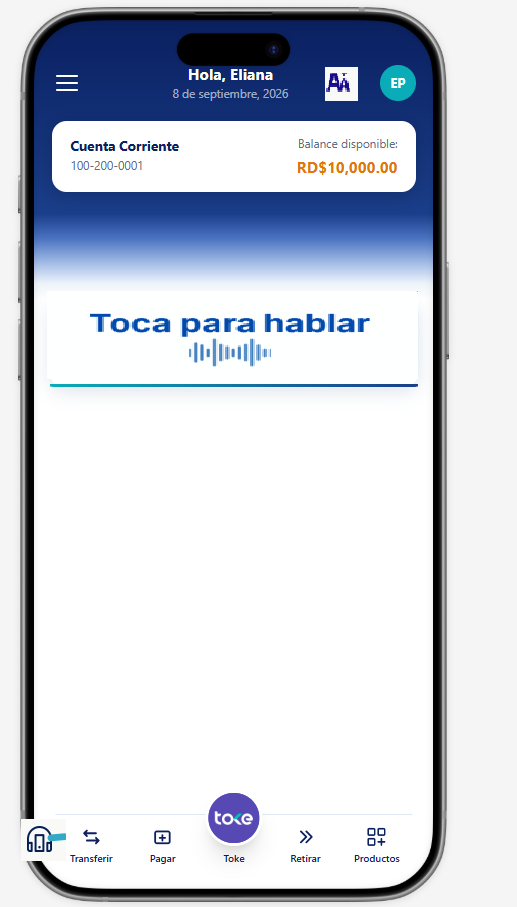 Hola, Eliana
8 de septiembre, 2026
EP
Cuenta Corriente
Balance disponible:
100-200-0001
RD$10,000.00
Toca para hablar
toke
Transferir
Pagar
Toke
Retirar
Productos